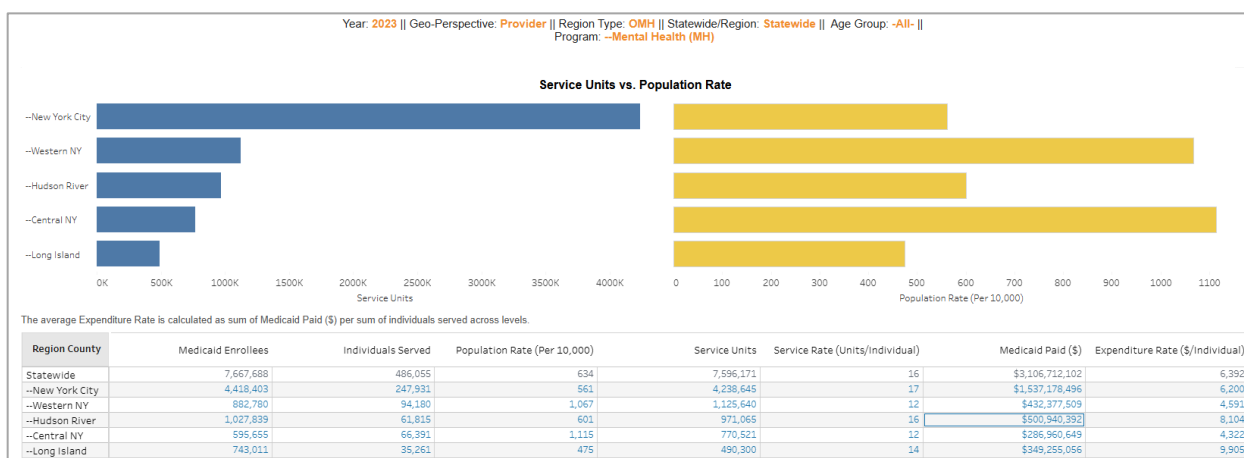 Year: 2023 || Geo-Perspective: Provider || Region Type: OMH || Statewide/Region: Statewide || Age Group: -All- ||
Program: --Mental Health (MH)
Service Units vs. Population Rate
--New York City
--Western NY
--Hudson River
--Central NY
--Long Island
0K 500K 1000K 1500K 2000K 2500K 3000K 3500K 4000K
0 100 200 300 400 500 600 700 800 900 1000 1100
Service Units
Population Rate (Per 10,000)
The average Expenditure Rate is calculated as sum of Medicaid Paid ($) per sum of individuals served across levels.
Region County Medicaid Enrollees Individuals Served Population Rate (Per 10,000) Service Units Service Rate (Units/Individual) Medicaid Paid ($) Expenditure Rate ($/Individual)
Statewide 7,667,688 486,055 634 7,596,171 16 $3,106,712,102 6,392
--New York City 4,418,403 247,931 561 4,238,645 17 $1,537,178,496 6,200
--Western NY 882,780 94,180 1,067 1,125,640 12 $432,377,509 4,591
--Hudson River 1,027,839 61,815 601 971,065 16 $500,940,392 8,104
--Central NY 595,655 66,391 1,115 770,521 12 $286,960,649 4,322
--Long Island 743,011 35,261 475 490,300 14 $349,255,056 9,905